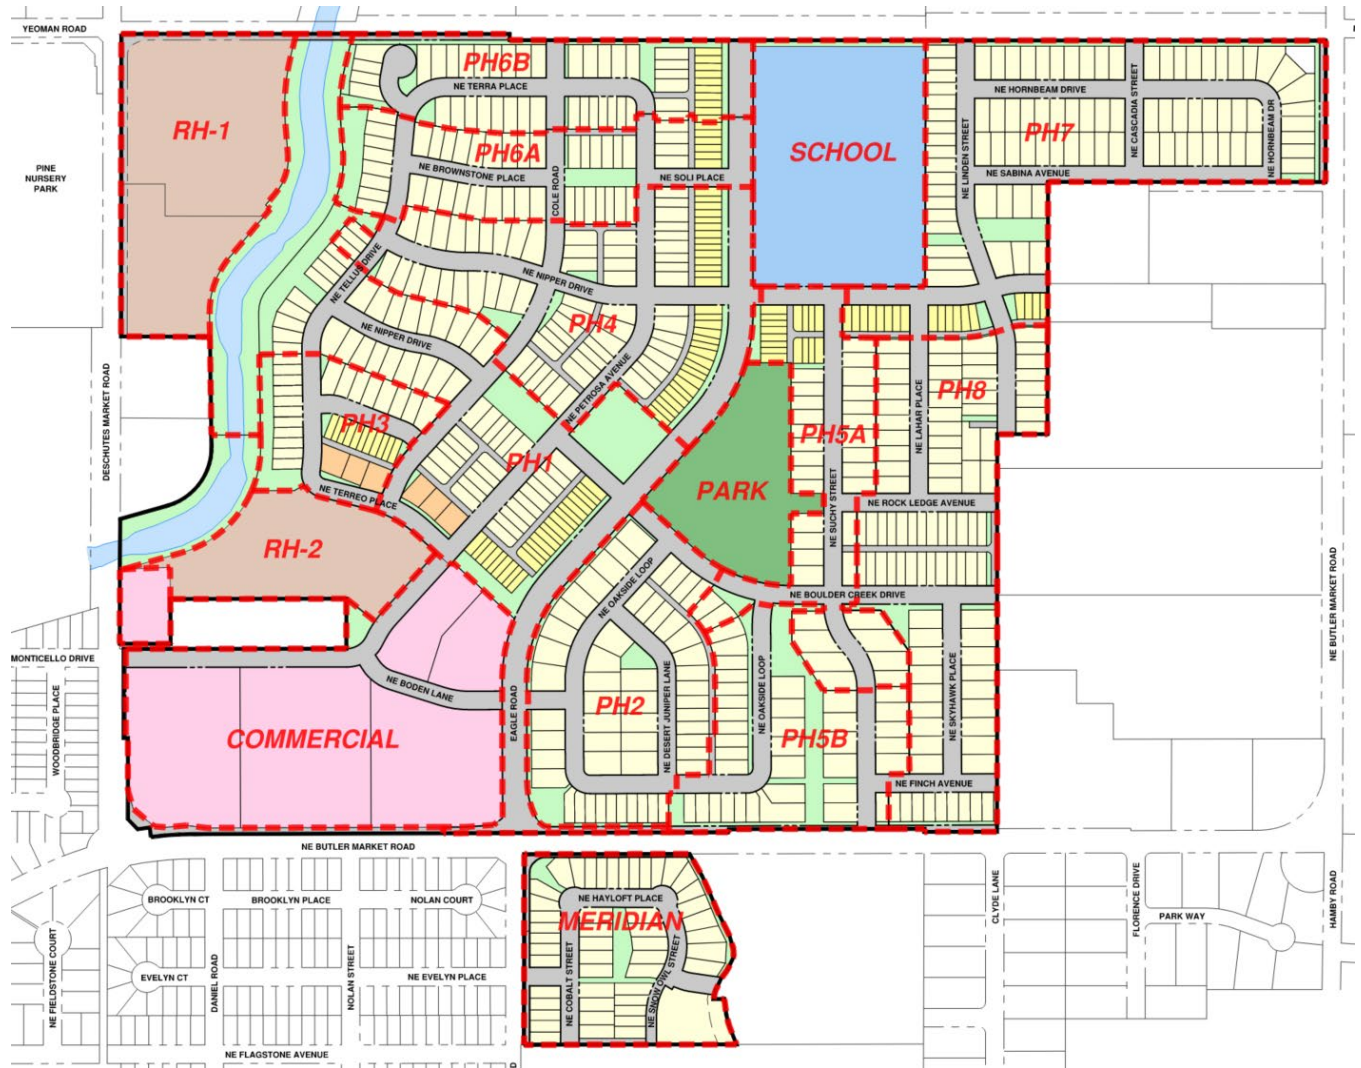 YEOMAN ROAD
PINE
NURSERY
PARK
DESCHUTES MARKET ROAD
RH-1
PH6B
NE TERRA PLACE
PH6A
NE BROWNSTONE PLACE
COLE ROAD
NE SOLI PLACE
SCHOOL
NE LINDEN STREET
NE HORNBEAM DRIVE
NE CASCADIA STREET
PH7
NE HORNBEAM DR
NE SABINA AVENUE
NE TELLUS DRIVE
NE NIPPER DRIVE
NE NIPPER DRIVE
PH4
NE PETROSA AVENUE
PH3
PH1
NE TERREO PLACE
RH-2
PARK
PH5A
NE SUCHY STREET
NE LAHAR PLACE
PH8
NE ROCK LEDGE AVENUE
NE BOULDER CREEK DRIVE
NE OAKSIDE LOOP
NE DESERT JUNIPER LANE
PH2
NE OAKSIDE LOOP
PH5B
NE SKYHAWK PLACE
NE FINCH AVENUE
NE BUTLER MARKET ROAD
MONTICELLO DRIVE
WOODBRIDGE PLACE
NE BODEN LANE
EAGLE ROAD
COMMERCIAL
NE BUTLER MARKET ROAD
BROOKLYN CT
BROOKLYN PLACE
NOLAN COURT
EVELYN CT
DANIEL ROAD
NOLAN STREET
NE EVELYN PLACE
NE FIELDSTONE COURT
NE FLAGSTONE AVENUE
NE HAYLOFT PLACE
MERIDIAN
NE COBALT STREET
NE SNOW OWL STREET
CLYDE LANE
FLORENCE DRIVE
PARK WAY
HAMBY ROAD